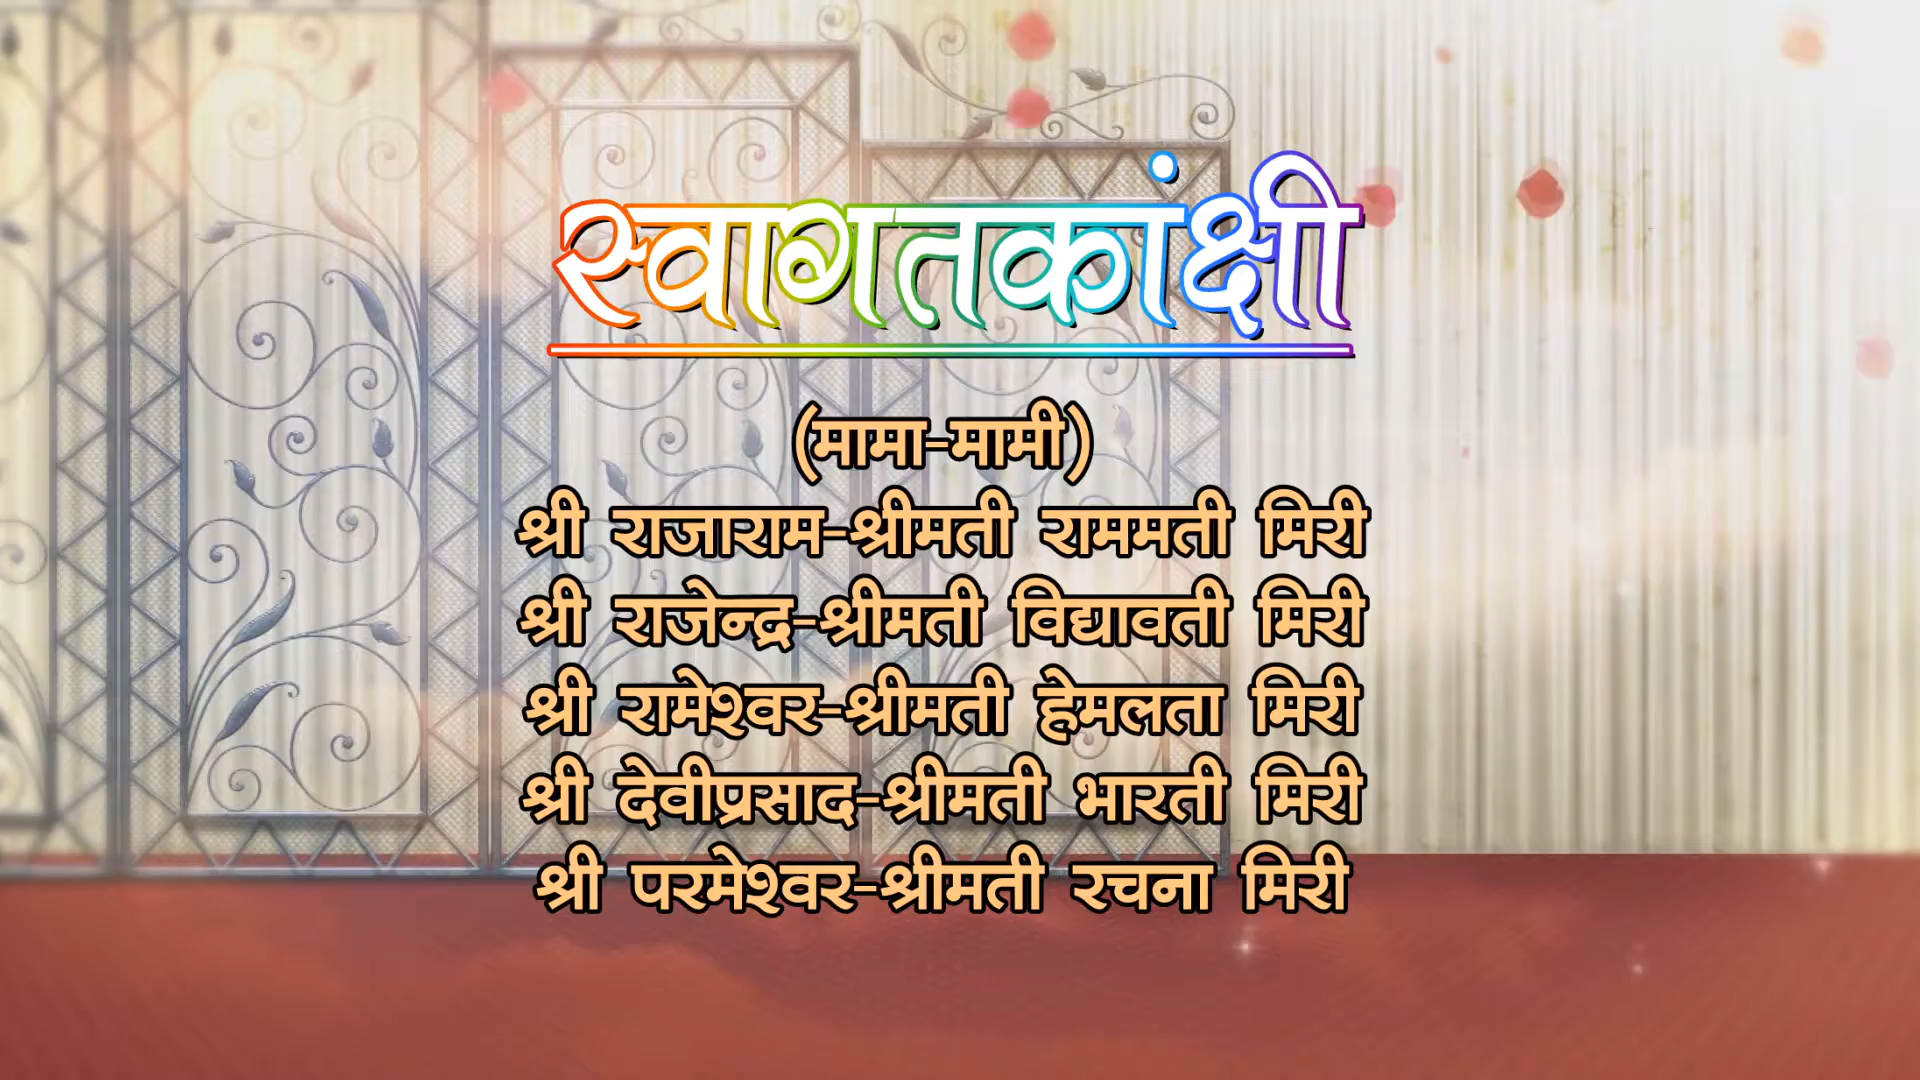 स्वागतकांक्षी
(मामा-मामी)
श्री राजाराम-श्रीमती राममती मिरी
श्री राजेन्द्र-श्रीमती विद्यावती मिरी
श्री रामेश्वर-श्रीमती हेमलता मिरी
श्री देवीप्रसाद-श्रीमती भारती मिरी
श्री परमेश्वर-श्रीमती रचना मिरी